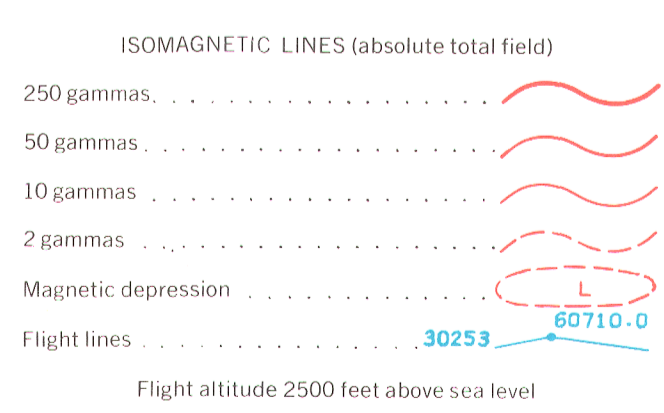 ISOMAGNETIC LINES (absolute total field)
250 gammas. . . . . . . . . . . . . . . . . .
50 gammas . . . . . . . . . . . . . . . . . . .
10 gammas . . . . . . . . . . . . . . . . . .
2 gammas . . . . . . . . . . . . . . . . . . .
Magnetic depression . . . . . . . . . . . . . L
60710.0
Flight lines . . . . . . . . . . . . . . . 30253
Flight altitude 2500 feet above sea level